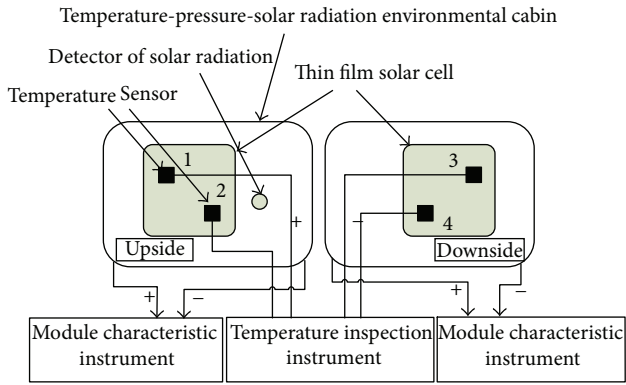 Temperature-pressure-solar radiation environmental cabin
Detector of solar radiation
Thin film solar cell
Temperature Sensor
1
2
3
4
+
−
Upside
Downside
+
−
+
−
Module characteristic
instrument
Temperature inspection
instrument
Module characteristic
instrument